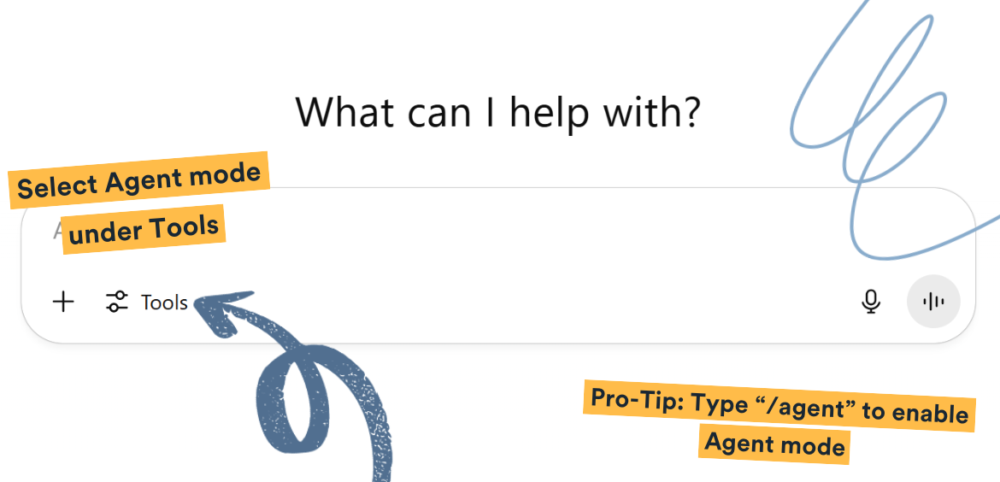 What can I help with?
Select Agent mode
under Tools
Tools
Pro-Tip: Type “/agent” to enable
Agent mode